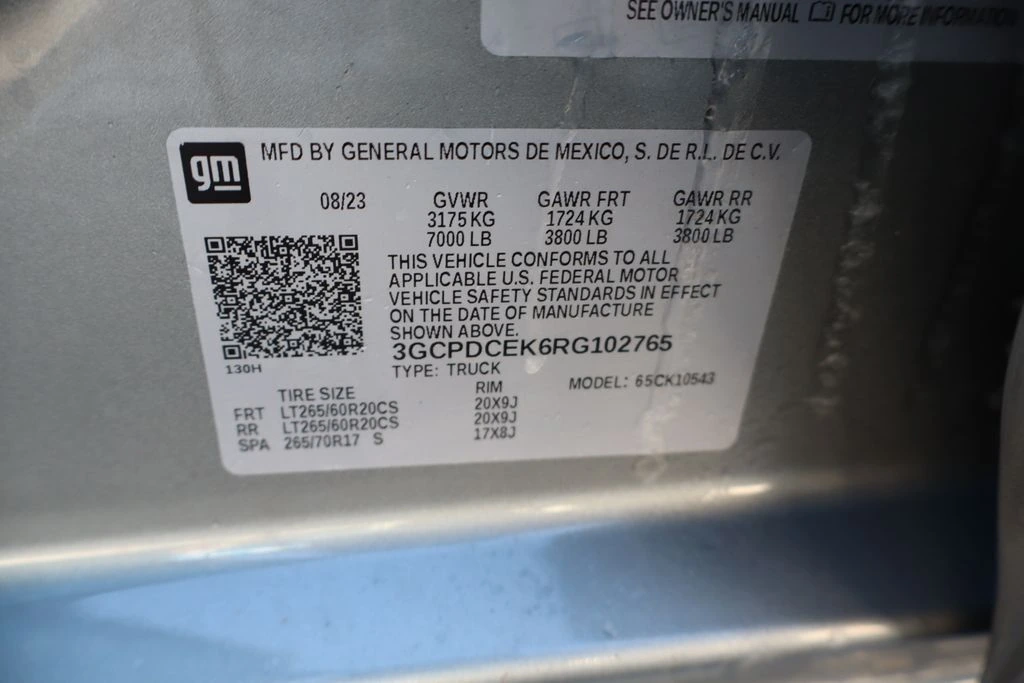 SEE OWNER'S MANUAL FOR MORE INFORMATION
gm
MFD BY GENERAL MOTORS DE MEXICO, S. DE R.L. DE C.V.
08/23 GVWR GAWR FRT GAWR RR
3175 KG 1724 KG 1724 KG
7000 LB 3800 LB 3800 LB
THIS VEHICLE CONFORMS TO ALL
APPLICABLE U.S. FEDERAL MOTOR
VEHICLE SAFETY STANDARDS IN EFFECT
ON THE DATE OF MANUFACTURE
SHOWN ABOVE.
3GCPDCEK6RG102765
130H
TYPE: TRUCK MODEL: 65CK10543
TIRE SIZE RIM
FRT LT265/60R20CS 20X9J
RR LT265/60R20CS 20X9J
SPA 265/70R17 S 17X8J